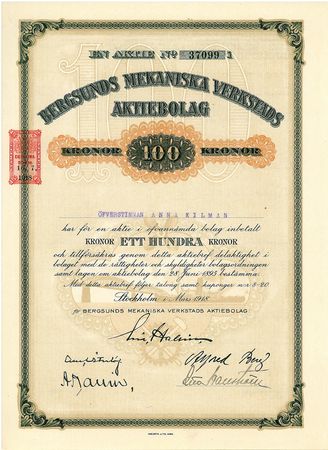 EN AKTIE No 37099 1
BERGSUNDS MEKANISKA VERKSTADS
AKTIEBOLAG
KRONOR 100 KRONOR
1918
ÖFVERSTINNAN ANNA KILMAN
har för en aktie i ofvannämda bolag inbetalt
KRONOR ETT HUNDRA KRONOR
och tillförsäkras genom detta aktiebref delaktighet i
bolaget med de rättigheter och skyldigheter bolagsordningen
samt lagen om aktiebolag den 28 Juni 1895 bestämma.
Med detta aktiebref följer talong samt kuponger nr 8-20
Stockholm i Mars 1918
för BERGSUNDS MEKANISKA VERKSTADS AKTIEBOLAG